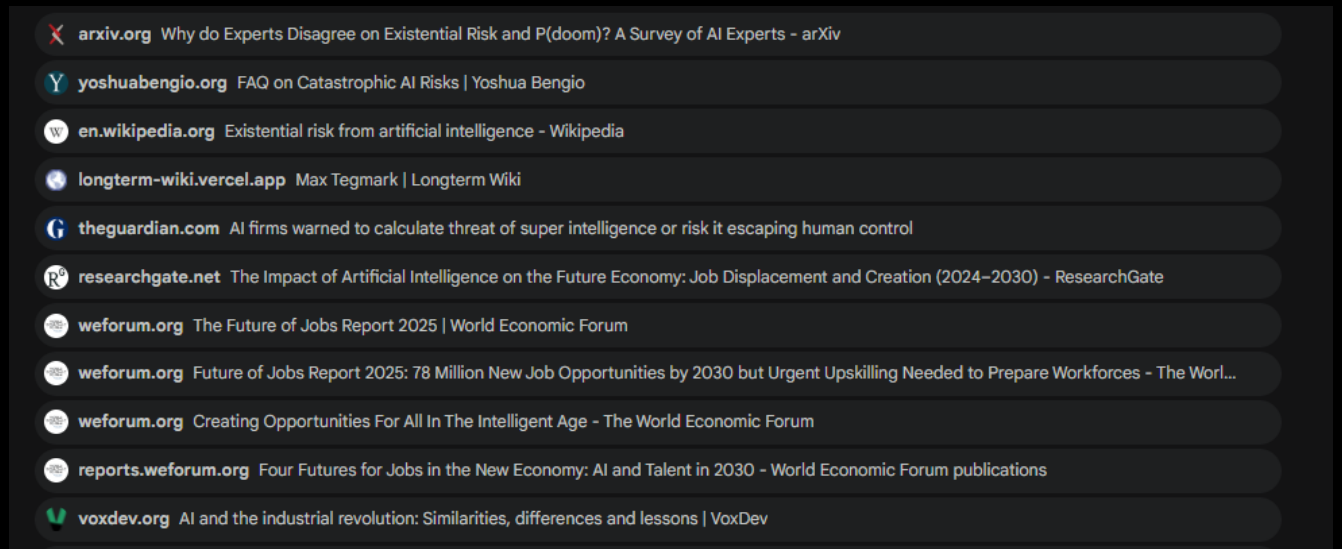 arxiv.org Why do Experts Disagree on Existential Risk and P(doom)? A Survey of AI Experts - arXiv
yoshuabengio.org FAQ on Catastrophic AI Risks | Yoshua Bengio
en.wikipedia.org Existential risk from artificial intelligence - Wikipedia
longterm-wiki.vercel.app Max Tegmark | Longterm Wiki
theguardian.com AI firms warned to calculate threat of super intelligence or risk it escaping human control
researchgate.net The Impact of Artificial Intelligence on the Future Economy: Job Displacement and Creation (2024–2030) - ResearchGate
weforum.org The Future of Jobs Report 2025 | World Economic Forum
weforum.org Future of Jobs Report 2025: 78 Million New Job Opportunities by 2030 but Urgent Upskilling Needed to Prepare Workforces - The Worl...
weforum.org Creating Opportunities For All In The Intelligent Age - The World Economic Forum
reports.weforum.org Four Futures for Jobs in the New Economy: AI and Talent in 2030 - World Economic Forum publications
voxdev.org AI and the industrial revolution: Similarities, differences and lessons | VoxDev